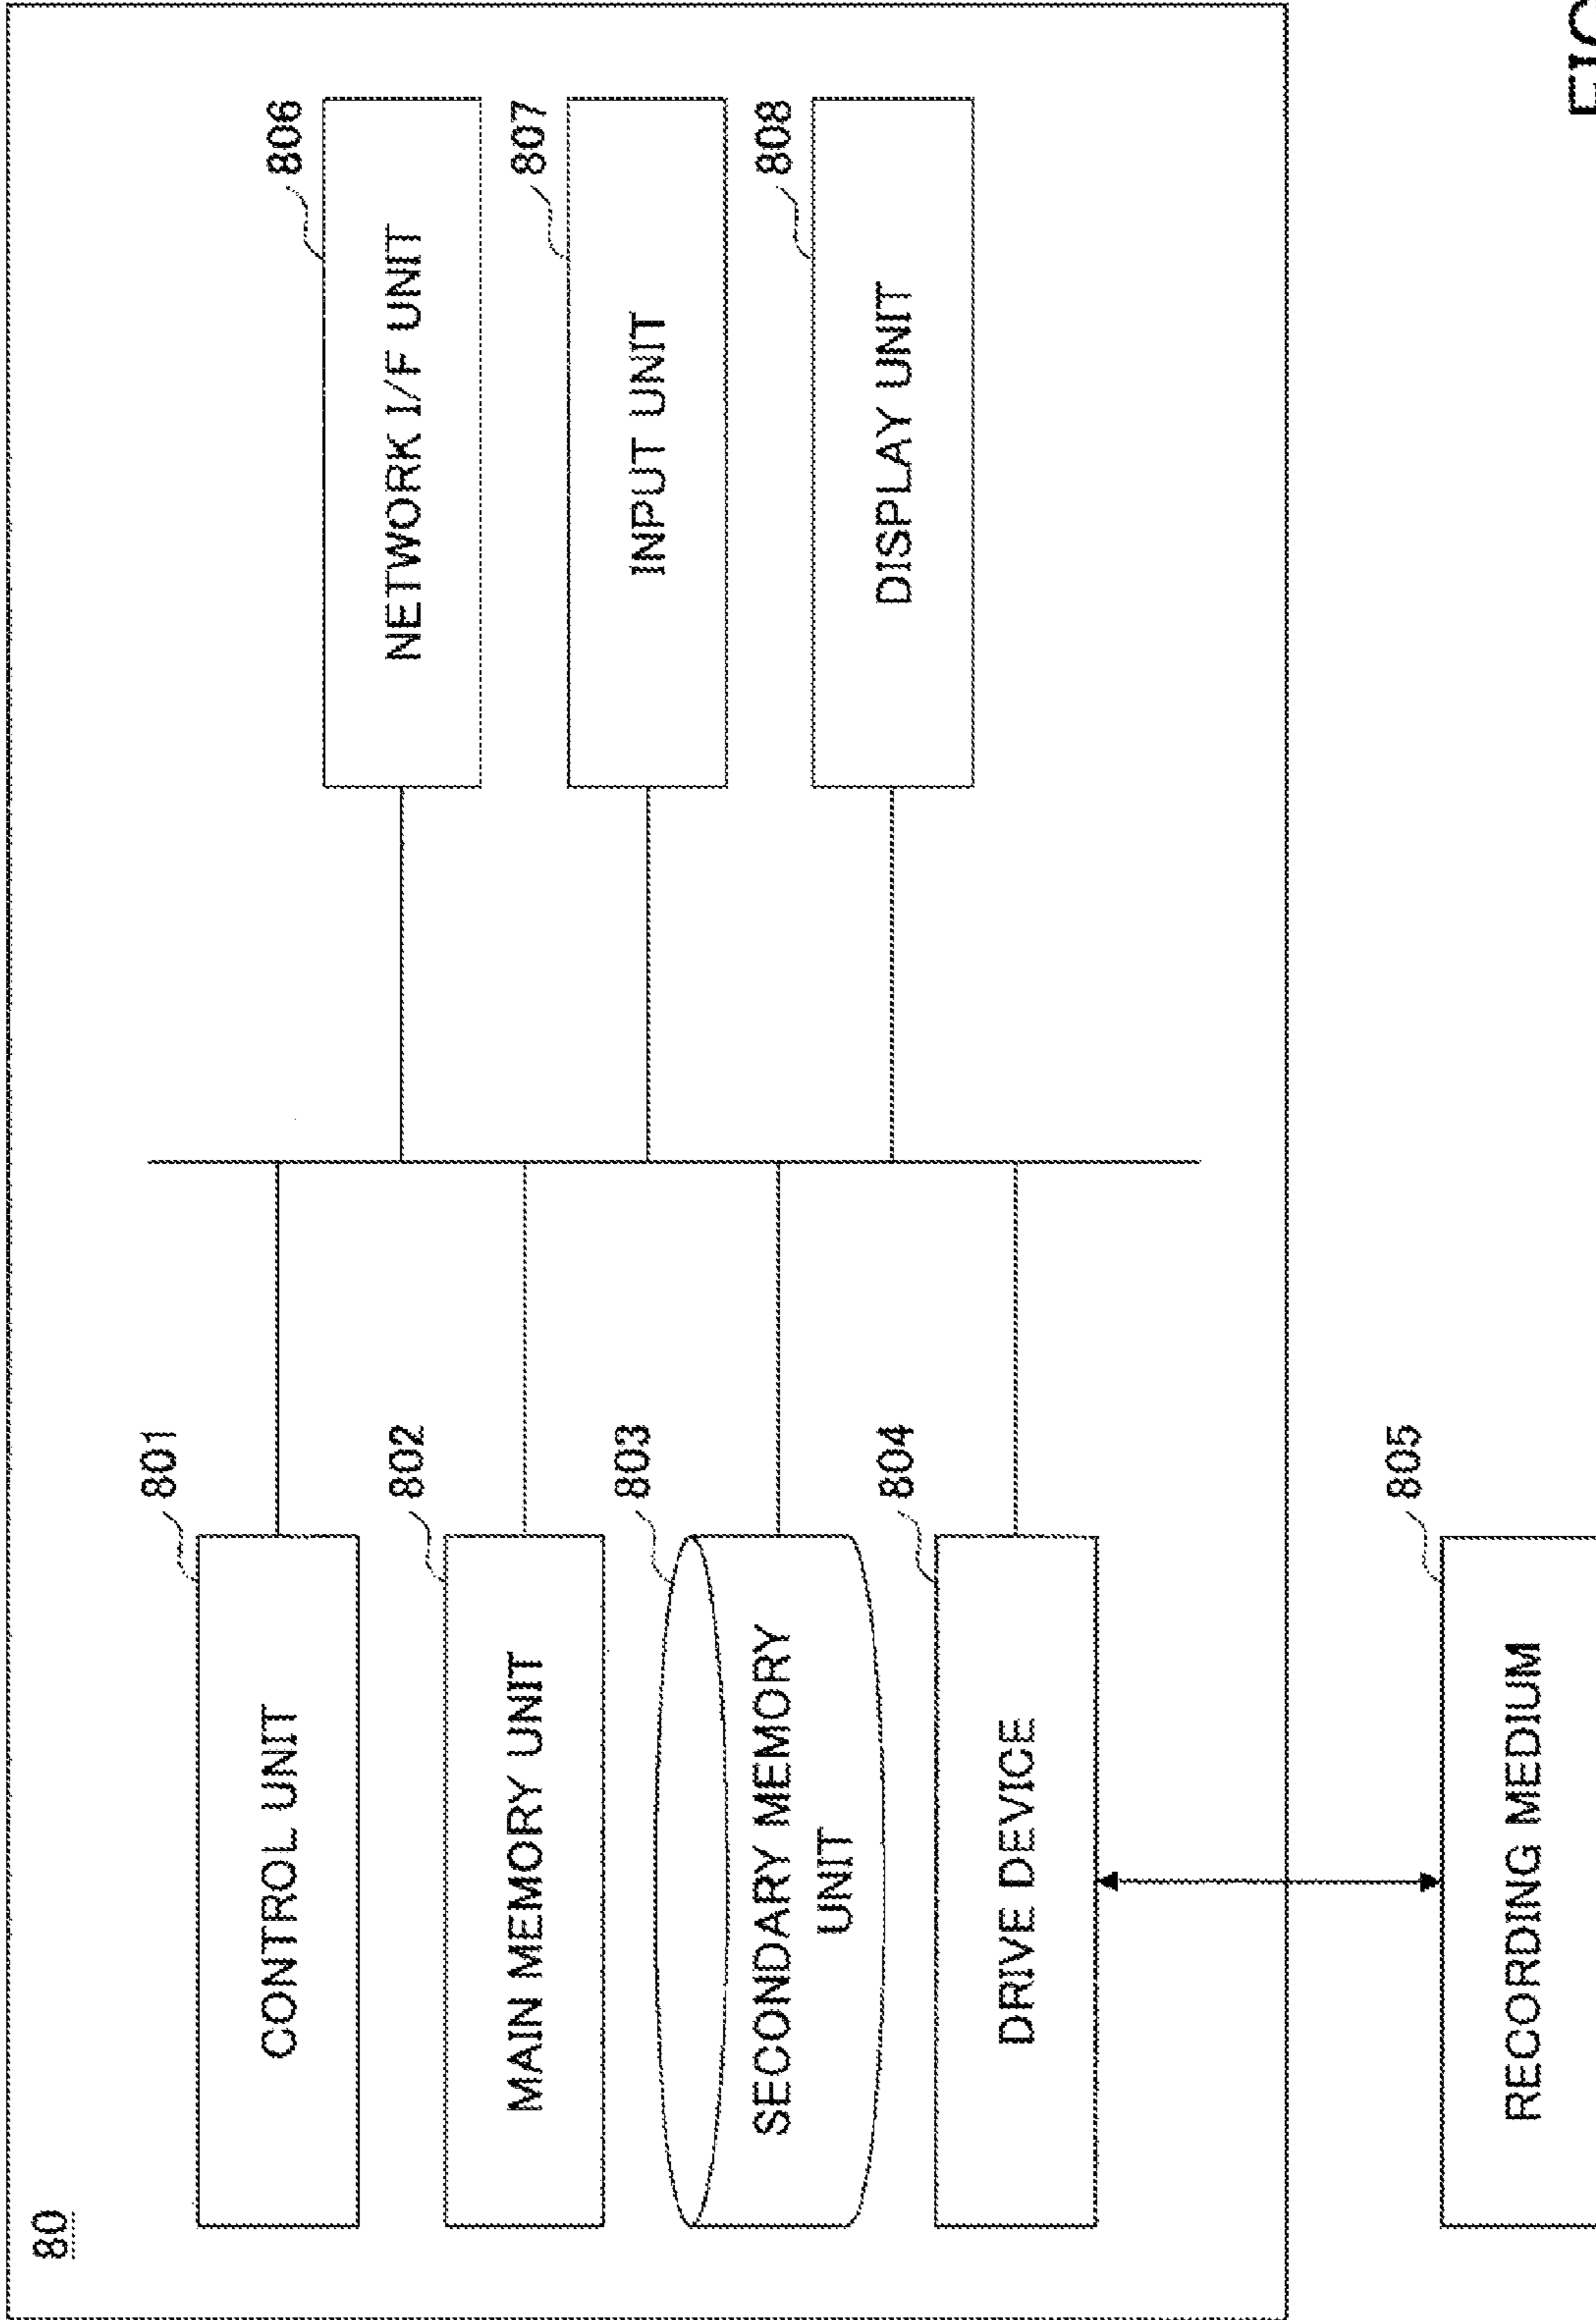 80
801
CONTROL UNIT
802
MAIN MEMORY UNIT
803
SECONDARY MEMORY
UNIT
804
DRIVE DEVICE
805
RECORDING MEDIUM
806
NETWORK I/F UNIT
807
INPUT UNIT
808
DISPLAY UNIT